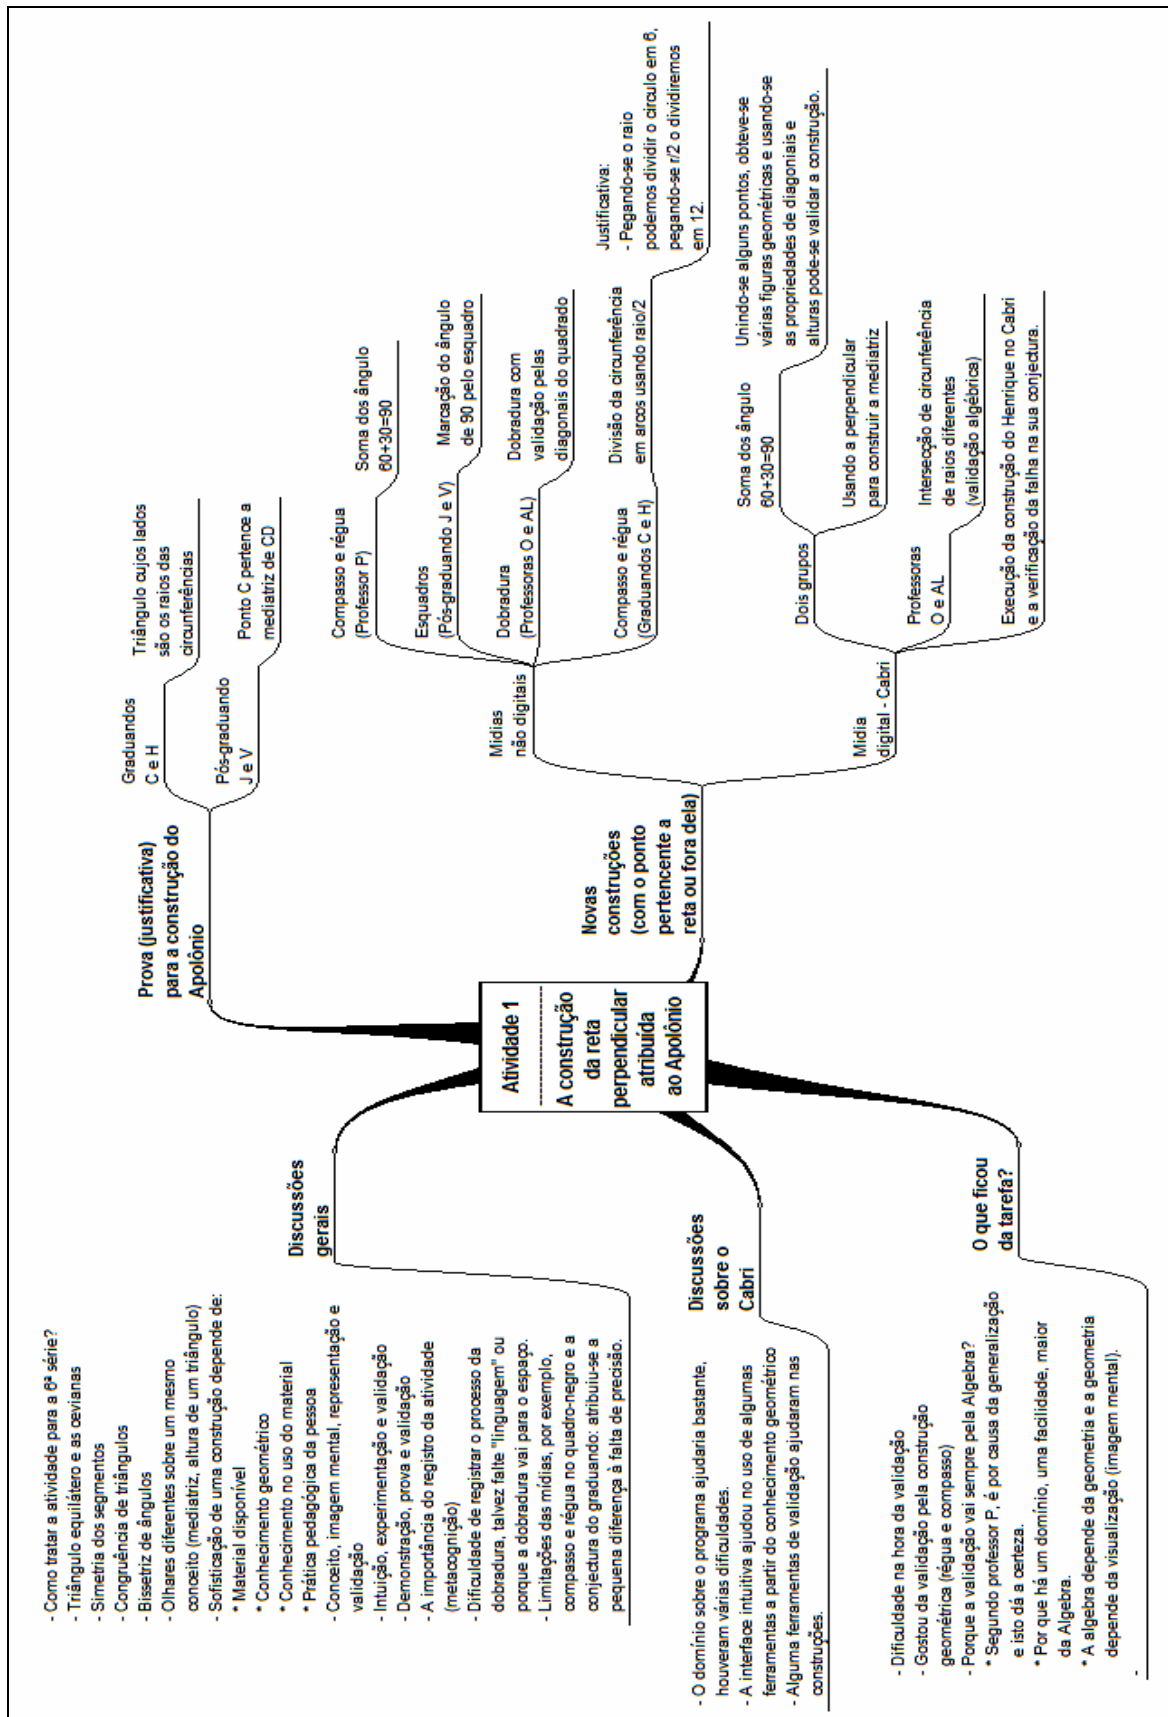 Atividade 1
A construção
da reta
perpendicular
atribuída
ao Apolônio
Discussões
gerais
- Como tratar a atividade para a 6ª série?
- Triângulo equilátero e as cevianas
- Simetria dos segmentos
- Congruência de triângulos
- Bissetriz de ângulos
- Olhares diferentes sobre um mesmo
conceito (mediatriz, altura de um triângulo)
- Sofisticação de uma construção depende de:
* Material disponível
* Conhecimento geométrico
* Conhecimento no uso do material
* Prática pedagógica da pessoa
- Conceito, imagem mental, representação e
validação
- Intuição, experimentação e validação
- Demonstração, prova e validação
- A importância do registro da atividade
(metacognição)
- Dificuldade de registrar o processo da
dobradura, talvez falte "linguagem" ou
porque a dobradura vai para o espaço.
- Limitações das mídias, por exemplo,
compasso e régua no quadro-negro e a
conjectura do graduando: atribuiu-se a
pequena diferença à falta de precisão.
Discussões
sobre o
Cabri
- O domínio sobre o programa ajudaria bastante,
houveram várias dificuldades.
- A interface intuitiva ajudou no uso de algumas
ferramentas a partir do conhecimento geométrico
- Alguma ferramentas de validação ajudaram nas
construções.
O que ficou
da tarefa?
- Dificuldade na hora da validação
- Gostou da validação pela construção
geométrica (régua e compasso)
- Porque a validação vai sempre pela Algebra?
* Segundo professor P, é por causa da generalização
e isto dá a certeza.
* Por que há um domínio, uma facilidade, maior
da Algebra.
* A algebra depende da geometria e a geometria
depende da visualização (imagem mental).
-
Prova (justificativa)
para a construção do
Apolônio
Graduandos
C e H
Triângulo cujos lados
são os raios das
circunferências
Pós-graduando
J e V
Ponto C pertence a
mediatriz de CD
Novas
construções
(com o ponto
pertencente a
reta ou fora dela)
Mídias
não digitais
Compasso e régua
(Professor P)
Soma dos ângulo
60+30=90
Esquadros
(Pós-graduando J e V)
Marcação do ângulo
de 90 pelo esquadro
Dobradura
(Professoras O e AL)
Dobradura com
validação pelas
diagonais do quadrado
Compasso e régua
(Graduandos C e H)
Divisão da circunferência
em arcos usando raio/2
Justificativa:
- Pegando-se o raio
podemos dividir o circulo em 6,
pegando-se r/2 o dividiremos
em 12.
Mídia
digital - Cabri
Dois grupos
Soma dos ângulo
60+30=90
Unindo-se alguns pontos, obteve-se
várias figuras geométricas e usando-se
as propriedades de diagoniais e
alturas pode-se validar a construção.
Usando a perpendicular
para construir a mediatriz
Professoras
O e AL
Intersecção de circunferência
de raios diferentes
(validação algébrica)
Execução da construção do Henrique no Cabri
e a verificação da falha na sua conjectura.